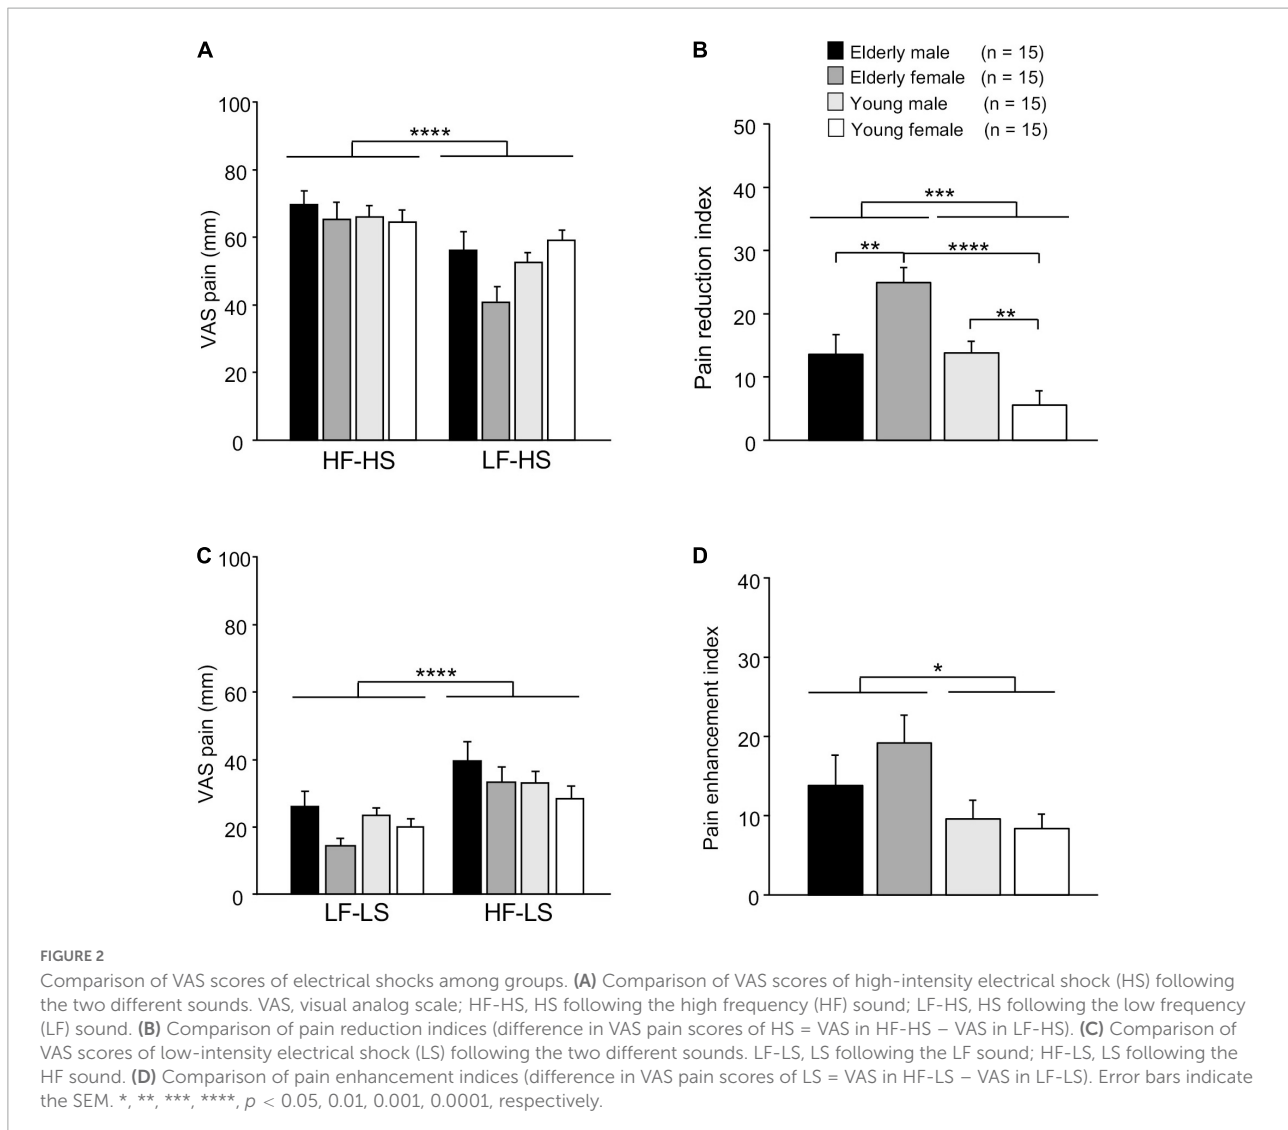 A
100
80
60
40
20
0
VAS pain (mm)
****
HF-HS
LF-HS
B
Elderly male (n = 15)
Elderly female (n = 15)
Young male (n = 15)
Young female (n = 15)
50
40
30
20
10
0
Pain reduction index
***
**
****
**
C
100
80
60
40
20
0
VAS pain (mm)
****
LF-LS
HF-LS
D
40
30
20
10
0
Pain enhancement index
*
FIGURE 2
Comparison of VAS scores of electrical shocks among groups. (A) Comparison of VAS scores of high-intensity electrical shock (HS) following
the two different sounds. VAS, visual analog scale; HF-HS, HS following the high frequency (HF) sound; LF-HS, HS following the low frequency
(LF) sound. (B) Comparison of pain reduction indices (difference in VAS pain scores of HS = VAS in HF-HS – VAS in LF-HS). (C) Comparison of
VAS scores of low-intensity electrical shock (LS) following the two different sounds. LF-LS, LS following the LF sound; HF-LS, LS following the
HF sound. (D) Comparison of pain enhancement indices (difference in VAS pain scores of LS = VAS in HF-LS – VAS in LF-LS). Error bars indicate
the SEM. *, **, ***, ****, p < 0.05, 0.01, 0.001, 0.0001, respectively.